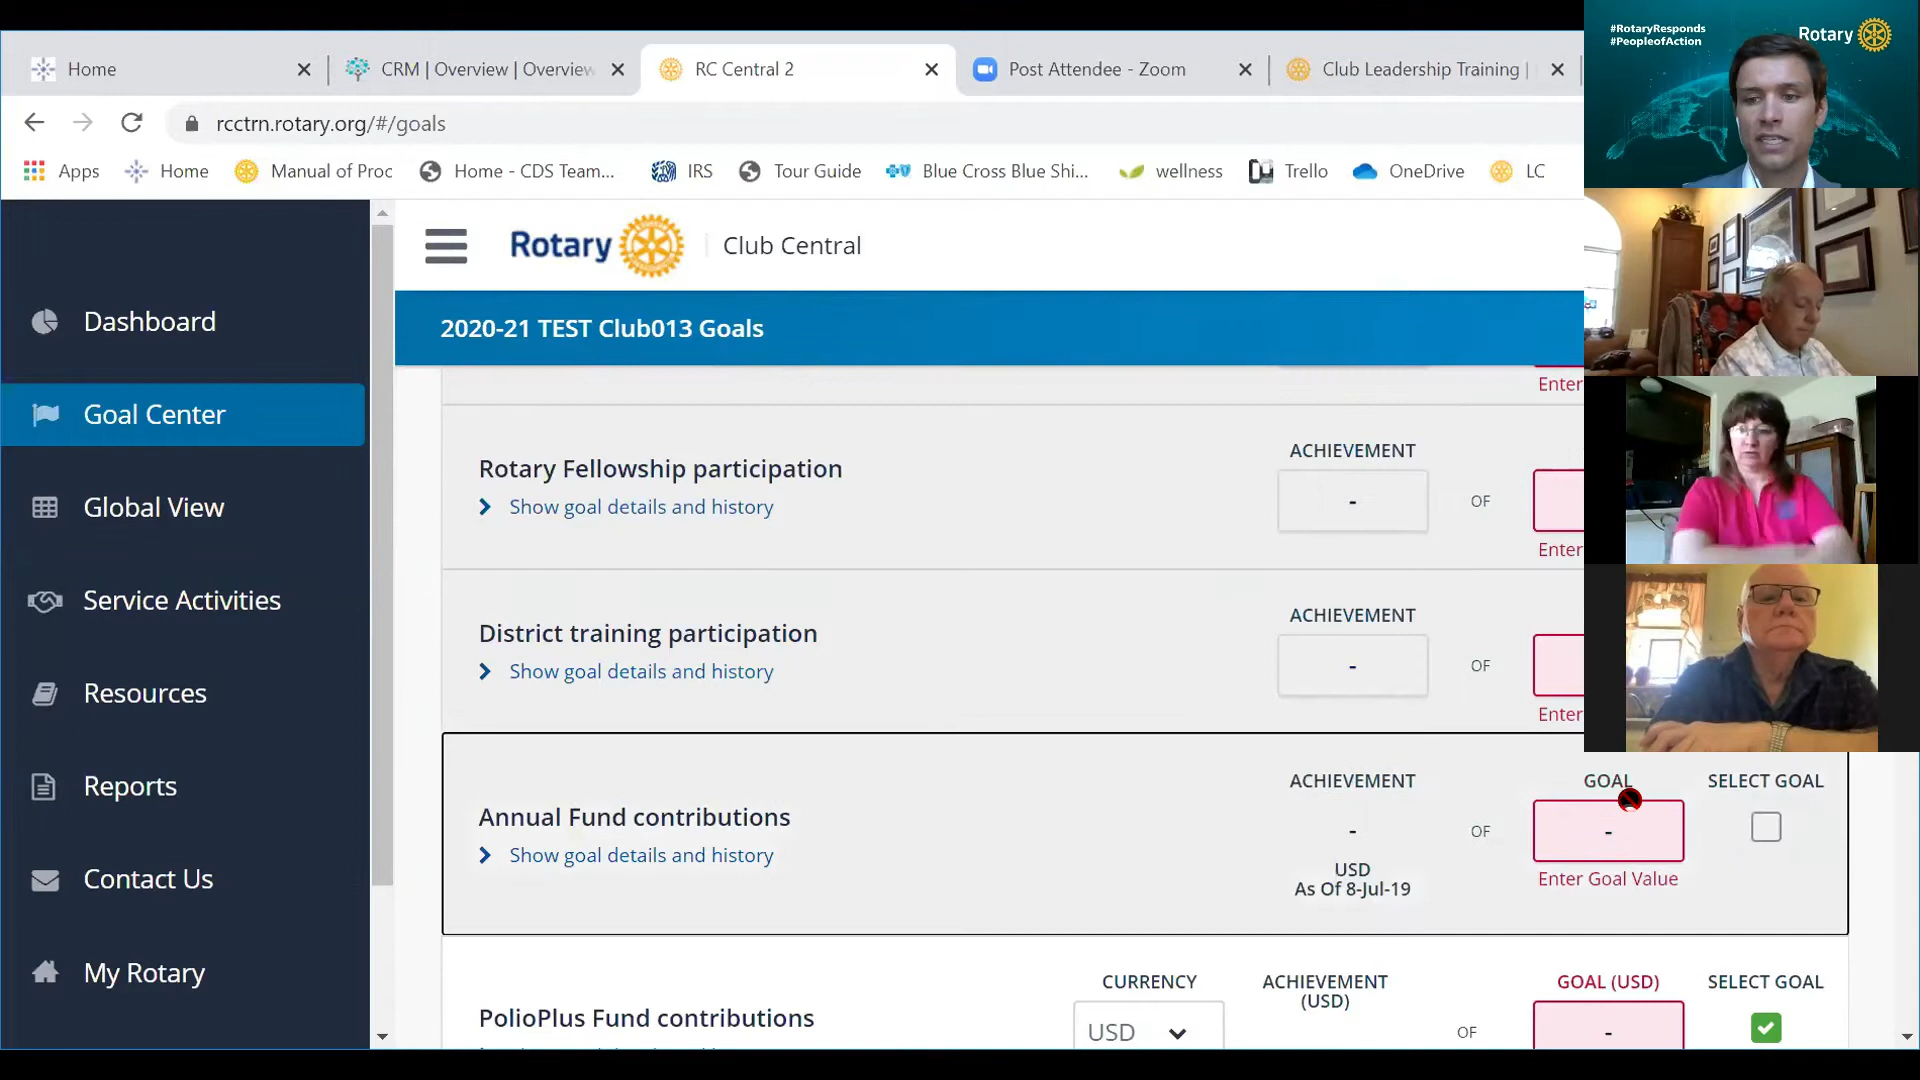 Home
CRM | Overview | Overview
RC Central 2
Post Attendee - Zoom
Club Leadership Training |
rcctrn.rotary.org/#/goals
Apps
Home
Manual of Proc
Home - CDS Team...
IRS
Tour Guide
Blue Cross Blue Shi...
wellness
Trello
OneDrive
LC
#RotaryResponds
#PeopleofAction
Rotary
Rotary
Club Central
2020-21 TEST Club013 Goals
Dashboard
Goal Center
Global View
Service Activities
Resources
Reports
Contact Us
My Rotary
Enter
Rotary Fellowship participation
Show goal details and history
ACHIEVEMENT
-
OF
Enter
District training participation
Show goal details and history
ACHIEVEMENT
-
OF
Enter
Annual Fund contributions
Show goal details and history
ACHIEVEMENT
-
USD
As Of 8-Jul-19
OF
GOAL
-
Enter Goal Value
SELECT GOAL
PolioPlus Fund contributions
CURRENCY
USD
ACHIEVEMENT
(USD)
OF
GOAL (USD)
-
SELECT GOAL